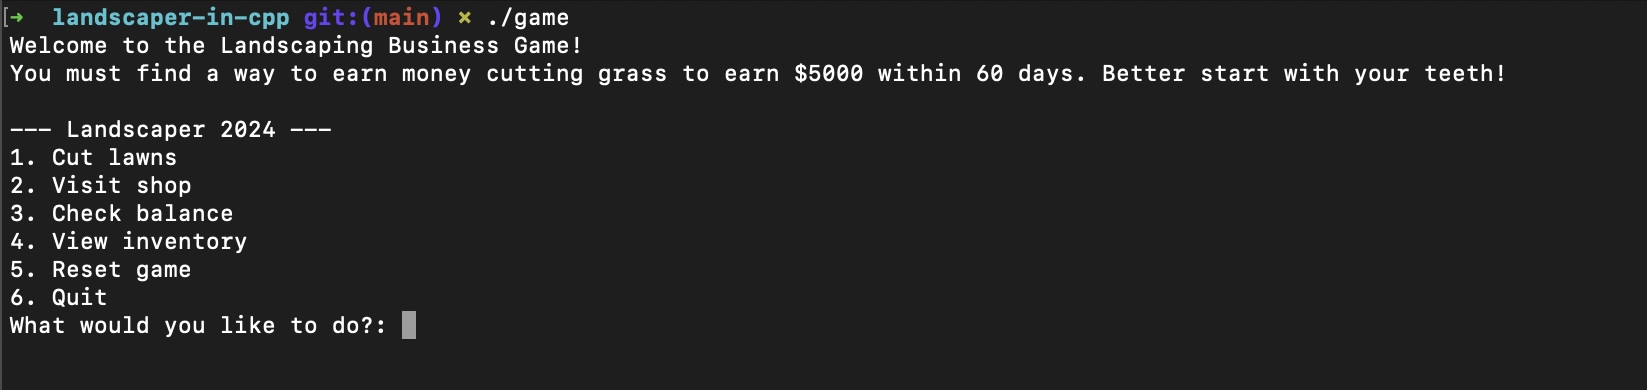 [➜  landscaper-in-cpp git:(main) ✗ ./game
Welcome to the Landscaping Business Game!
You must find a way to earn money cutting grass to earn $5000 within 60 days. Better start with your teeth!
--- Landscaper 2024 ---
1. Cut lawns
2. Visit shop
3. Check balance
4. View inventory
5. Reset game
6. Quit
What would you like to do?: